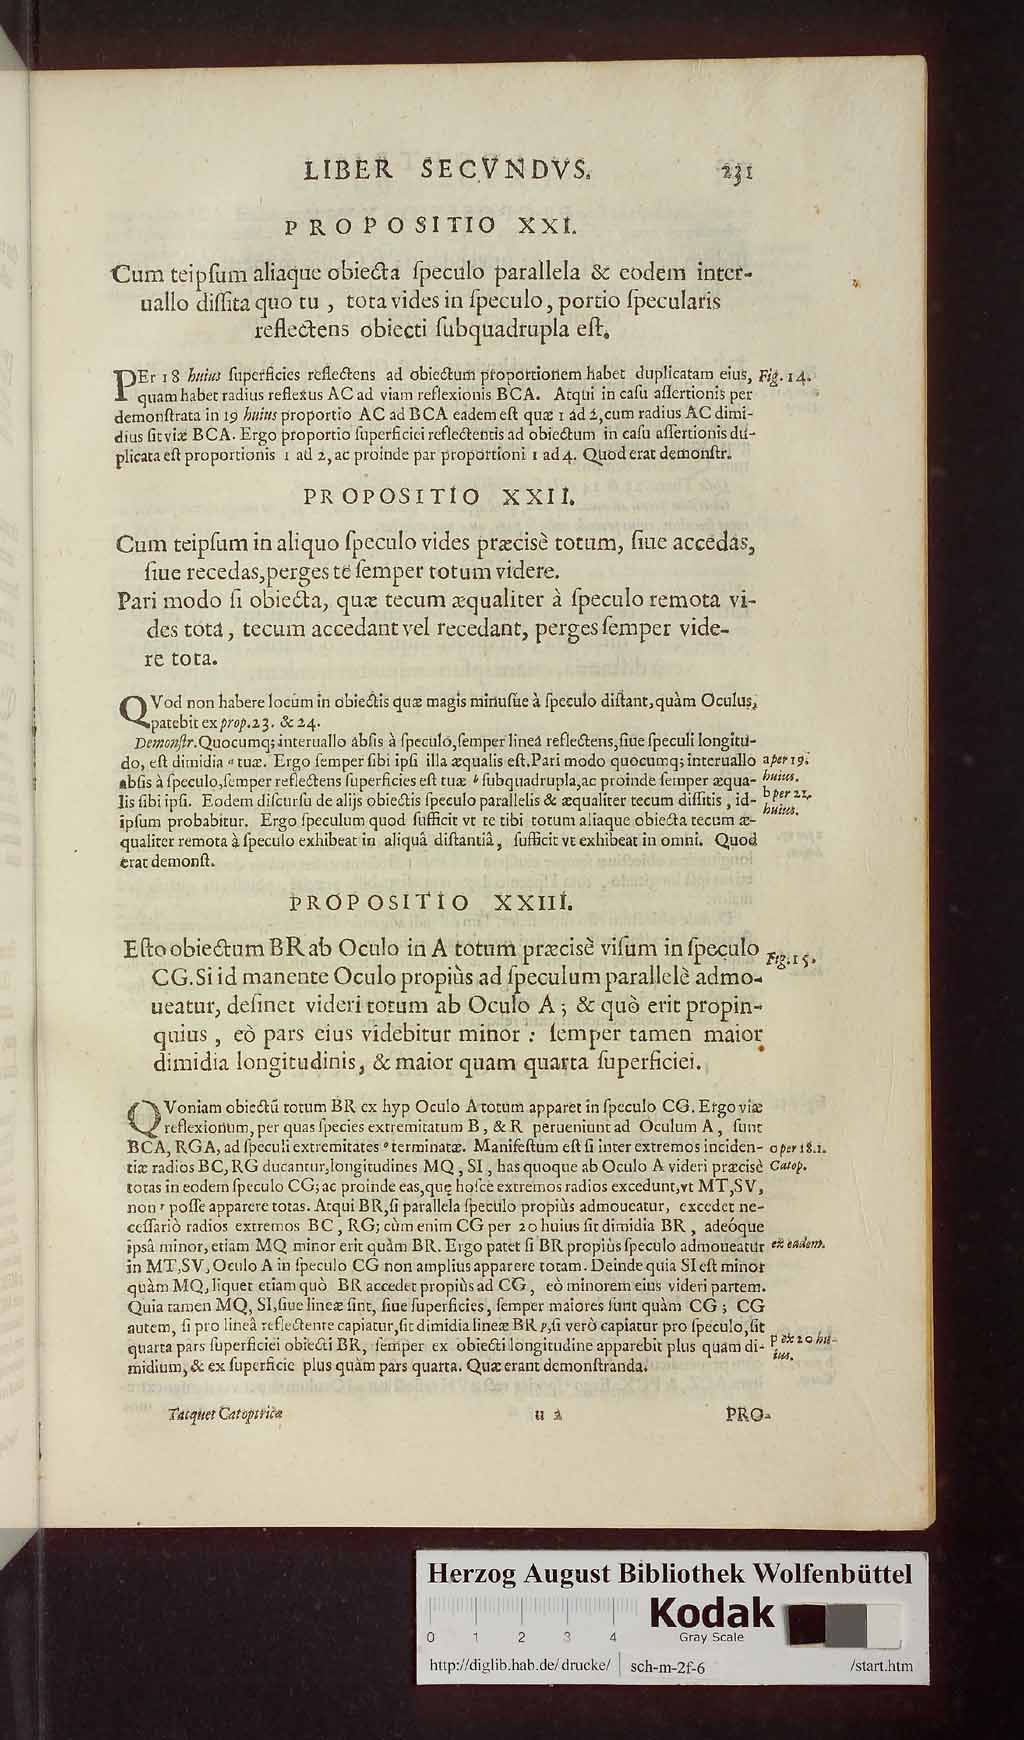 LIBER SECVNDVS. 231
PROPOSITIO XXI.
Cum teipſum aliaque obiecta ſpeculo parallela & eodem inter-
uallo diſſita quo tu, tota vides in ſpeculo, portio ſpecularis
reflectens obiecti ſubquadrupla eſt.
PEr 18 huius ſuperficies reflectens ad obiectum proportionem habet duplicatam eius, Fig. 14.
quam habet radius reflexus AC ad viam reflexionis BCA. Atqui in caſu aſſertionis per
demonſtrata in 19 huius proportio AC ad BCA eadem eſt quæ 1 ad 2, cum radius AC dimi-
dius ſit viæ BCA. Ergo proportio ſuperficiei reflectentis ad obiectum in caſu aſſertionis du-
plicata eſt proportionis 1 ad 2, ac proinde par proportioni 1 ad 4. Quod erat demonſtr.
PROPOSITIO XXII.
Cum teipſum in aliquo ſpeculo vides præcisè totum, ſiue accedas,
ſiue recedas, perges te ſemper totum videre.
Pari modo ſi obiecta, quæ tecum æqualiter à ſpeculo remota vi-
des tota, tecum accedant vel recedant, perges ſemper vide-
re tota.
QVod non habere locum in obiectis quæ magis minuſue à ſpeculo diſtant, quàm Oculus,
patebit ex prop. 23. & 24.
Demonſtr. Quocumq; interuallo abſis à ſpeculo, ſemper linea reflectens, ſiue ſpeculi longitu-
do, eſt dimidia a tuæ. Ergo ſemper ſibi ipſi illa æqualis eſt. Pari modo quocumq; interuallo a per 19.
abſis à ſpeculo, ſemper reflectens ſuperficies eſt tuæ b ſubquadrupla, ac proinde ſemper æqua- huius.
lis ſibi ipſi. Eodem diſcurſu de alijs obiectis ſpeculo parallelis & æqualiter tecum diſſitis, id- b per 21.
ipſum probabitur. Ergo ſpeculum quod ſufficit vt te tibi totum aliaque obiecta tecum æ- huius.
qualiter remota à ſpeculo exhibeat in aliquâ diſtantiâ, ſufficit vt exhibeat in omni. Quod
erat demonſt.
PROPOSITIO XXIII.
Eſto obiectum BR ab Oculo in A totum præcisè viſum in ſpeculo Fig. 15.
CG. Si id manente Oculo propiùs ad ſpeculum parallelè admo-
ueatur, deſinet videri totum ab Oculo A; & quò erit propin-
quius, eò pars eius videbitur minor: ſemper tamen maior
dimidia longitudinis, & maior quam quarta ſuperficiei.
QVoniam obiectū totum BR ex hyp Oculo A totum apparet in ſpeculo CG. Ergo viæ
reflexionum, per quas ſpecies extremitatum B, & R perueniunt ad Oculum A, ſunt
BCA, RGA, ad ſpeculi extremitates o terminatæ. Manifeſtum eſt ſi inter extremos inciden- o per 18.1.
tiæ radios BC, RG ducantur, longitudines MQ, SI, has quoque ab Oculo A videri præcisè Catop.
totas in eodem ſpeculo CG; ac proinde eas, quę hoſce extremos radios excedunt, vt MT, SV,
non r poſſe apparere totas. Atqui BR, ſi parallela ſpeculo propiùs admoueatur, excedet ne-
ceſſariò radios extremos BC, RG; cùm enim CG per 20 huius ſit dimidia BR, adeóque
ipsâ minor, etiam MQ minor erit quàm BR. Ergo patet ſi BR propiùs ſpeculo admoueatur ex eadem.
in MT, SV, Oculo A in ſpeculo CG non amplius apparere totam. Deinde quia SI eſt minor
quàm MQ, liquet etiam quò BR accedet propiùs ad CG, eò minorem eius videri partem.
Quia tamen MQ, SI, ſiue lineæ ſint, ſiue ſuperficies, ſemper maiores ſunt quàm CG; CG
autem, ſi pro lineâ reflectente capiatur, ſit dimidia lineæ BR p, ſi verò capiatur pro ſpeculo, ſit
quarta pars ſuperficiei obiecti BR, ſemper ex obiecti longitudine apparebit plus quam di- p ex 20 hu-
midium, & ex ſuperficie plus quàm pars quarta. Quæ erant demonſtranda. ius.
Tacquet Catoptricæ u 2 PRO-
Herzog August Bibliothek Wolfenbüttel
Kodak
Gray Scale
0 1 2 3 4
http://diglib.hab.de/drucke/ sch-m-2f-6 /start.htm